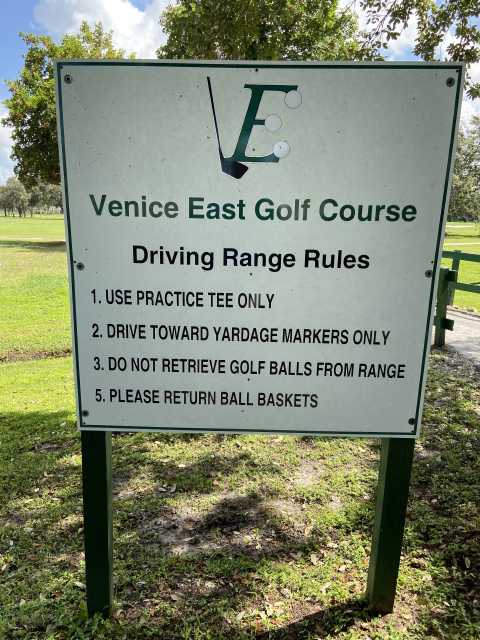 VE
Venice East Golf Course
Driving Range Rules
1. USE PRACTICE TEE ONLY
2. DRIVE TOWARD YARDAGE MARKERS ONLY
3. DO NOT RETRIEVE GOLF BALLS FROM RANGE
5. PLEASE RETURN BALL BASKETS